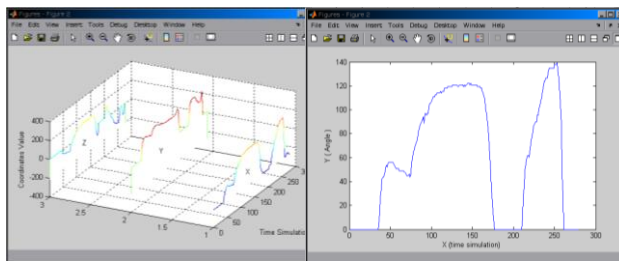 Figures - Figure 2
File Edit View Insert Tools Debug Desktop Window Help
400
200
0
-200
-400
Coordinates Value
Z
Y
X
3
2.5
2
1.5
1
0
50
100
150
200
250
3
Time Simulatio
Figures - Figure 2
File Edit View Insert Tools Debug Desktop Window Help
140
120
100
80
60
40
20
0
Y ( Angle )
0 50 100 150 200 250 300
X (time simulation)